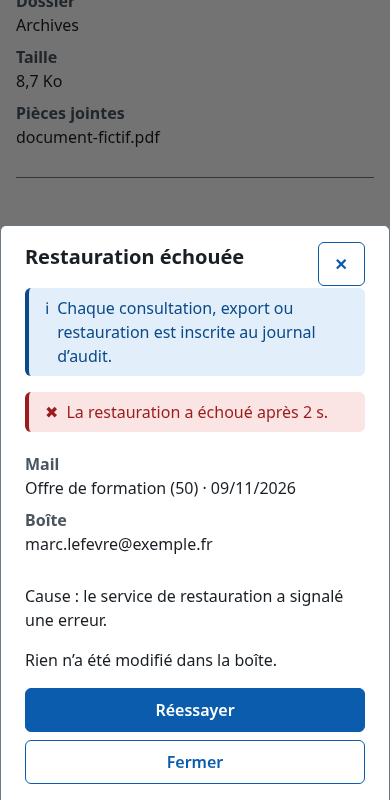 Dossier
Archives
Taille
8,7 Ko
Pièces jointes
document-fictif.pdf
Restauration échouée
×
i Chaque consultation, export ou
restauration est inscrite au journal
d’audit.
✖ La restauration a échoué après 2 s.
Mail
Offre de formation (50) · 09/11/2026
Boîte
marc.lefevre@exemple.fr
Cause : le service de restauration a signalé
une erreur.
Rien n’a été modifié dans la boîte.
Réessayer
Fermer